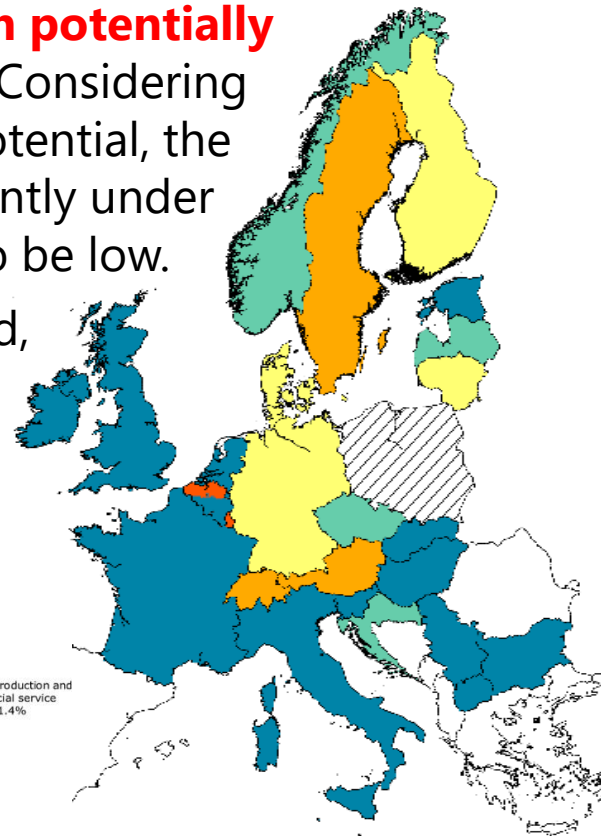 n potentially
Considering
otential, the
ntly under
o be low.
d,
roduction and
cial service
1.4%